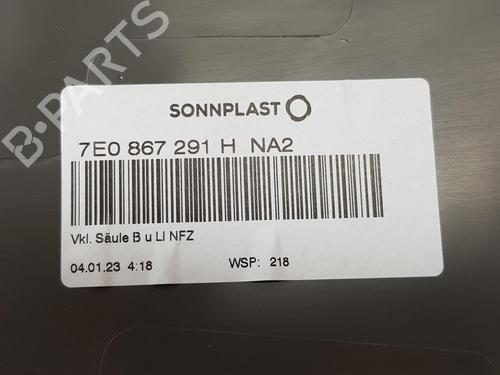 B-PARTS
SONNPLAST
7E0 867 291 H NA2
Vkl. Säule B u LI NFZ
04.01.23 4:18 WSP: 218